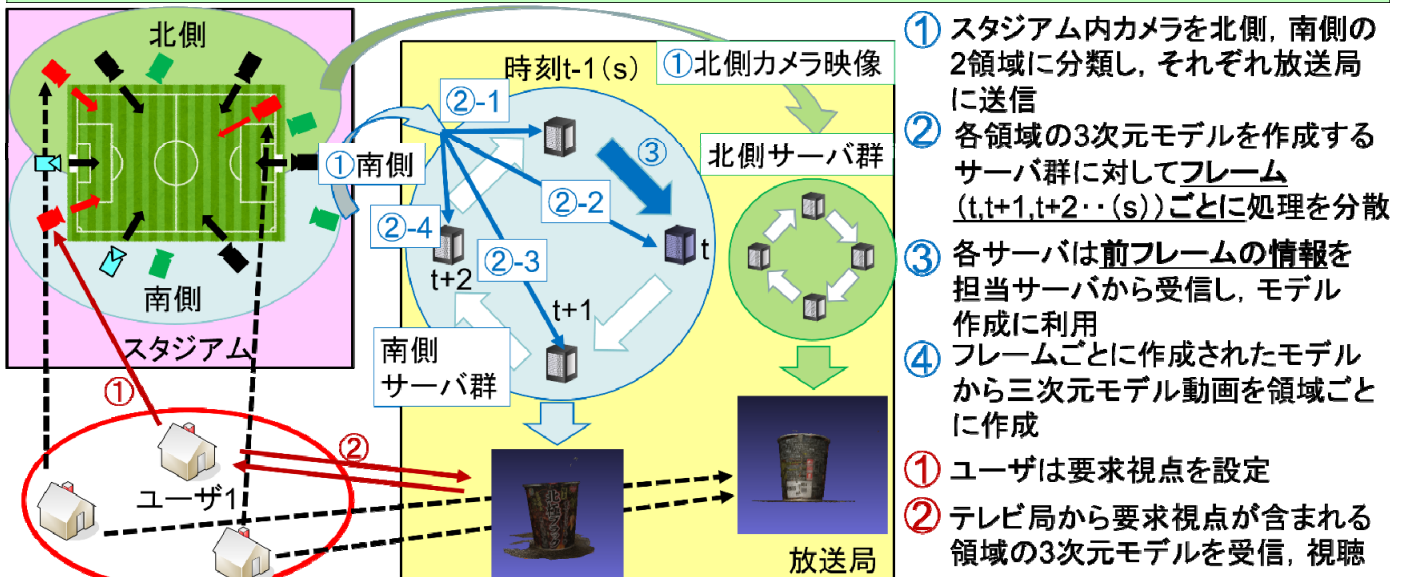 北側
南側
スタジアム
時刻t-1(s)
①北側カメラ映像
②-1
①南側
③
②-2
②-4
②-3
t
t+2
t+1
南側
サーバ群
北側サーバ群
放送局
①
②
ユーザ1
①スタジアム内カメラを北側,南側の
2領域に分類し,それぞれ放送局
に送信
②各領域の3次元モデルを作成する
サーバ群に対してフレーム
(t,t+1,t+2‥(s))ごとに処理を分散
③各サーバは前フレームの情報を
担当サーバから受信し,モデル
作成に利用
④フレームごとに作成されたモデル
から三次元モデル動画を領域ごと
に作成
①ユーザは要求視点を設定
②テレビ局から要求視点が含まれる
領域の3次元モデルを受信,視聴